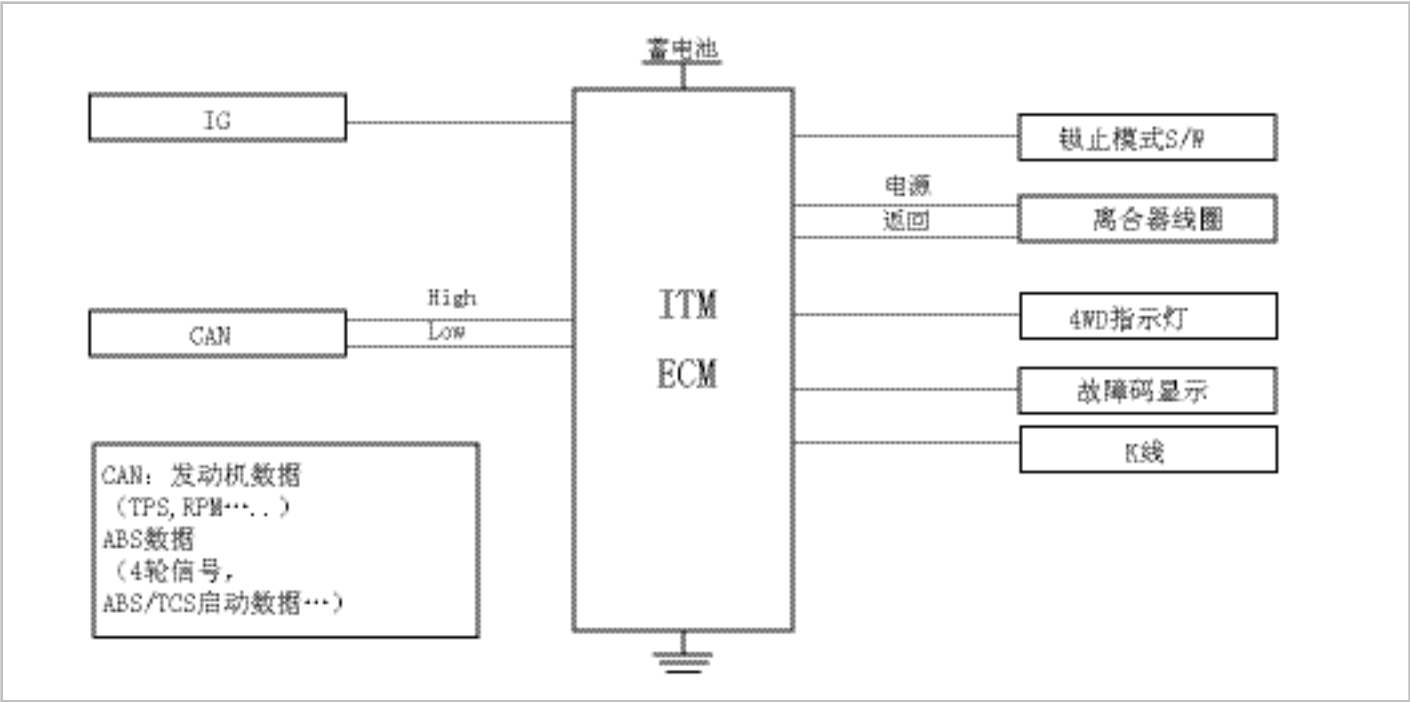 蓄电池
IG
锁止模式S/W
电源
返回
离合器线圈
High
Low
CAN
ITM
ECM
4WD指示灯
故障码显示
K线
CAN: 发动机数据
(TPS,RPM…..)
ABS数据
(4轮信号,
ABS/TCS启动数据…)